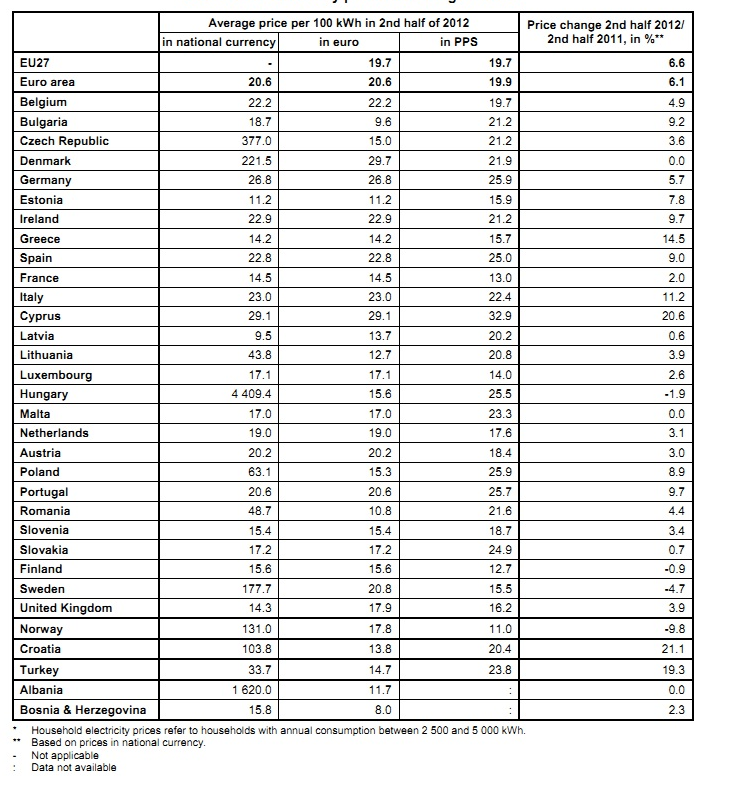 Average price per 100 kWh in 2nd half of 2012 Price change 2nd half 2012/
in national currency in euro in PPS 2nd half 2011, in %**
EU27 - 19.7 19.7 6.6
Euro area 20.6 20.6 19.9 6.1
Belgium 22.2 22.2 19.7 4.9
Bulgaria 18.7 9.6 21.2 9.2
Czech Republic 377.0 15.0 21.2 3.6
Denmark 221.5 29.7 21.9 0.0
Germany 26.8 26.8 25.9 5.7
Estonia 11.2 11.2 15.9 7.8
Ireland 22.9 22.9 21.2 9.7
Greece 14.2 14.2 15.7 14.5
Spain 22.8 22.8 25.0 9.0
France 14.5 14.5 13.0 2.0
Italy 23.0 23.0 22.4 11.2
Cyprus 29.1 29.1 32.9 20.6
Latvia 9.5 13.7 20.2 0.6
Lithuania 43.8 12.7 20.8 3.9
Luxembourg 17.1 17.1 14.0 2.6
Hungary 4 409.4 15.6 25.5 -1.9
Malta 17.0 17.0 23.3 0.0
Netherlands 19.0 19.0 17.6 3.1
Austria 20.2 20.2 18.4 3.0
Poland 63.1 15.3 25.9 8.9
Portugal 20.6 20.6 25.7 9.7
Romania 48.7 10.8 21.6 4.4
Slovenia 15.4 15.4 18.7 3.4
Slovakia 17.2 17.2 24.9 0.7
Finland 15.6 15.6 12.7 -0.9
Sweden 177.7 20.8 15.5 -4.7
United Kingdom 14.3 17.9 16.2 3.9
Norway 131.0 17.8 11.0 -9.8
Croatia 103.8 13.8 20.4 21.1
Turkey 33.7 14.7 23.8 19.3
Albania 1 620.0 11.7 : 0.0
Bosnia & Herzegovina 15.8 8.0 : 2.3
* Household electricity prices refer to households with annual consumption between 2 500 and 5 000 kWh.
** Based on prices in national currency.
- Not applicable
: Data not available